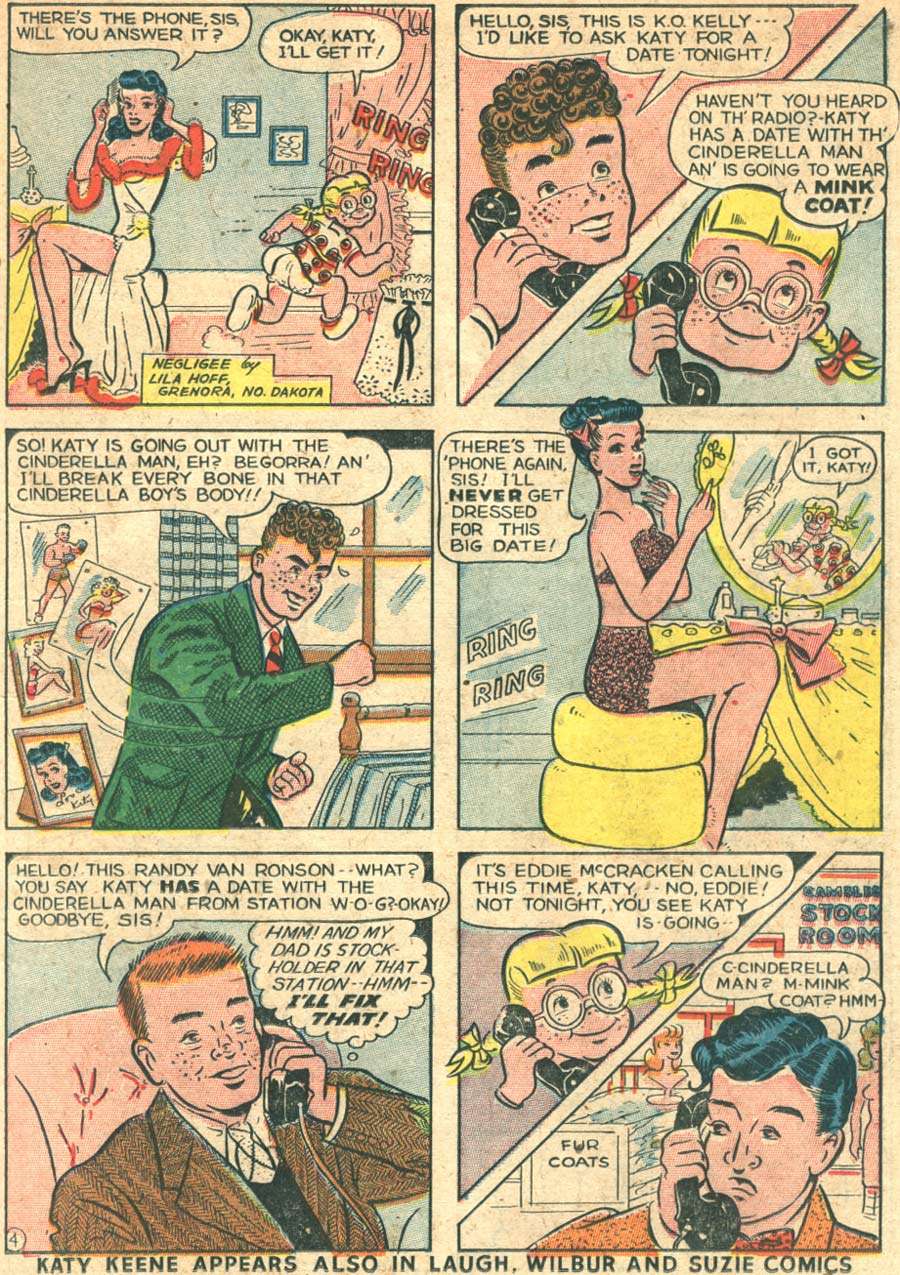 THERE'S THE PHONE, SIS,
WILL YOU ANSWER IT?
OKAY, KATY,
I'LL GET IT!
RING
RING
NEGLIGEE by
LILA HOFF,
GRENORA, NO. DAKOTA
HELLO, SIS, THIS IS K.O. KELLY---
I'D LIKE TO ASK KATY FOR A
DATE TONIGHT!
HAVEN'T YOU HEARD
ON TH' RADIO?-KATY
HAS A DATE WITH TH'
CINDERELLA MAN
AN' IS GOING TO WEAR
A MINK
COAT!
SO! KATY IS GOING OUT WITH THE
CINDERELLA MAN, EH? BEGORRA! AN'
I'LL BREAK EVERY BONE IN THAT
CINDERELLA BOY'S BODY!!
Katy
THERE'S THE
'PHONE AGAIN,
SIS! I'LL
NEVER GET
DRESSED
FOR THIS
BIG DATE!
I GOT
IT, KATY!
RING
RING
HELLO! THIS RANDY VAN RONSON--WHAT?
YOU SAY KATY HAS A DATE WITH THE
CINDERELLA MAN FROM STATION W-O-G?-OKAY!
GOODBYE, SIS!
HMM! AND MY
DAD IS STOCK-
HOLDER IN THAT
STATION--HMM--
I'LL FIX
THAT!
4
IT'S EDDIE McCRACKEN CALLING
THIS TIME, KATY,--- NO, EDDIE!
NOT TONIGHT, YOU SEE KATY
IS-GOING--
GAMBLES
STOCK
ROOM
C-CINDERELLA
MAN? M-MINK
COAT? HMM-
FUR
COATS
KATY KEENE APPEARS ALSO IN LAUGH, WILBUR AND SUZIE COMICS